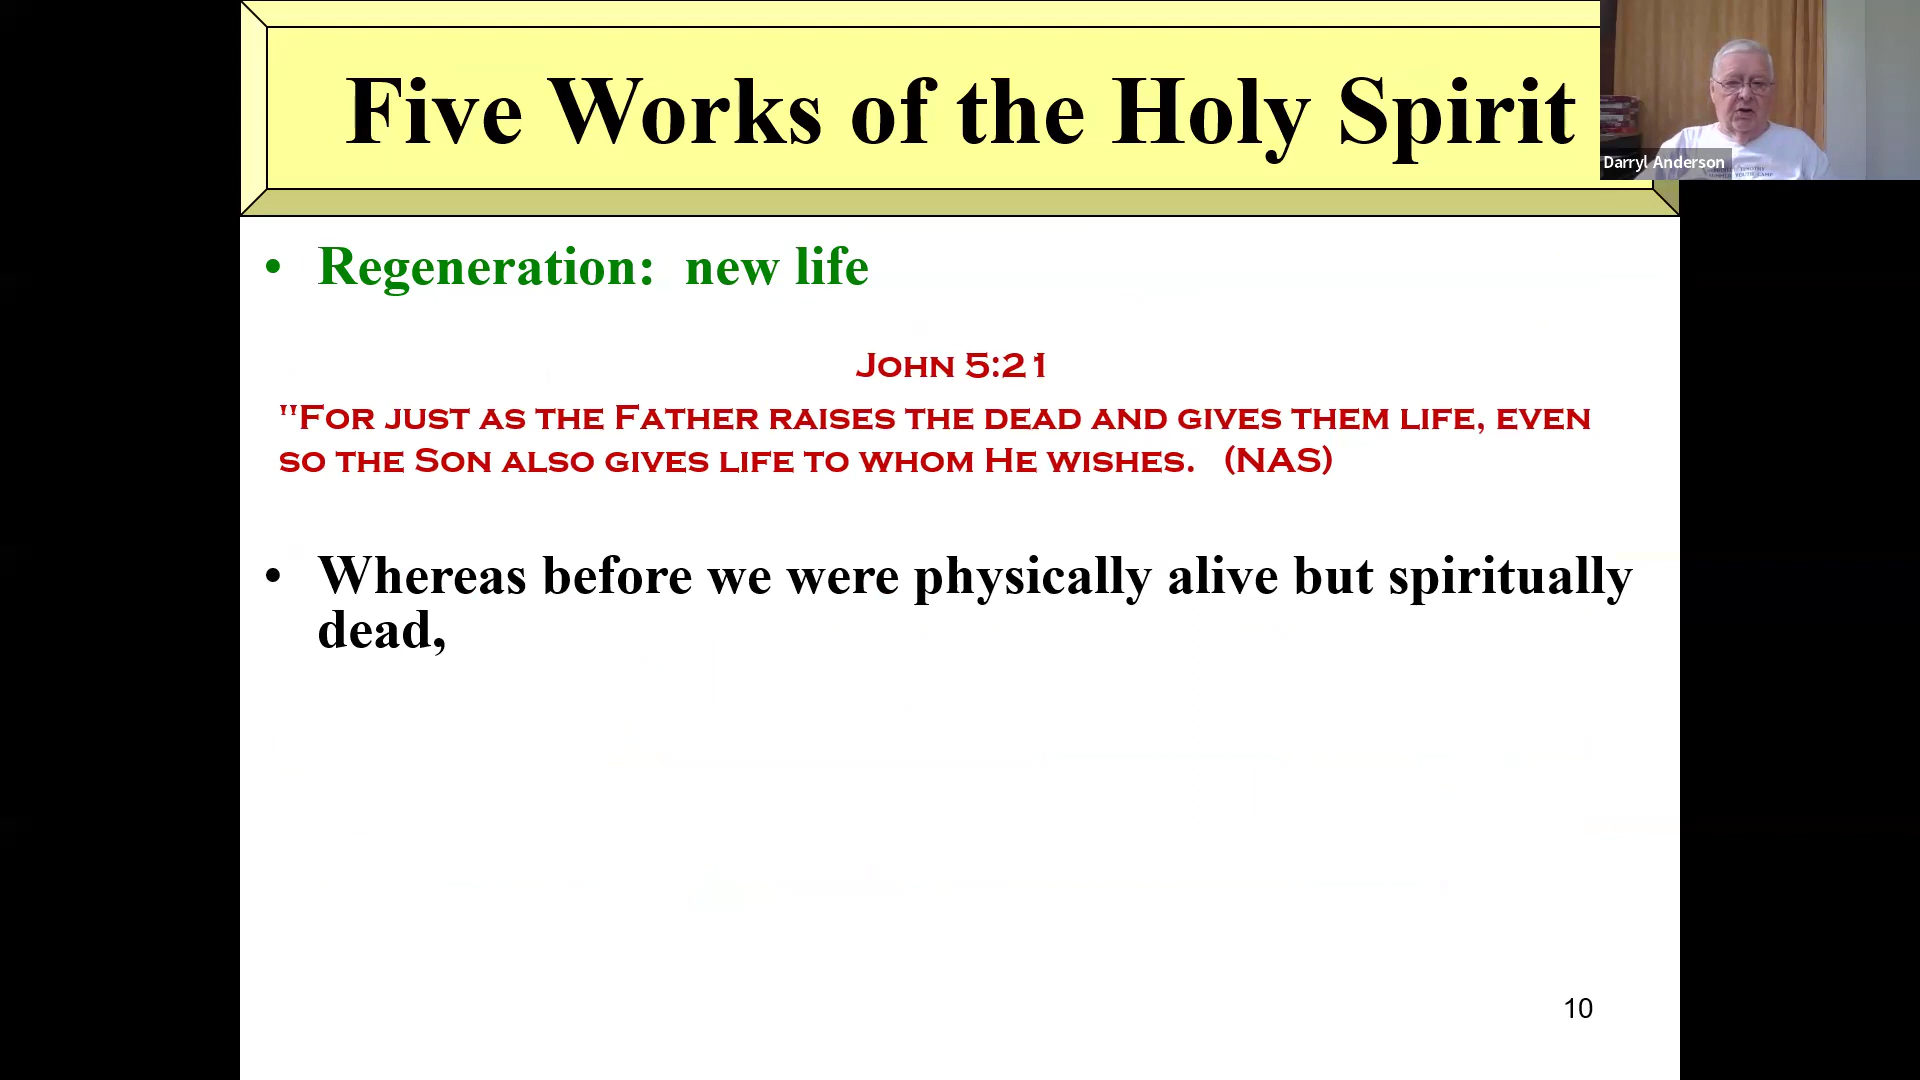 Five Works of the Holy Spirit
Darryl Anderson
• Regeneration:  new life
John 5:21
"For just as the Father raises the dead and gives them life, even
so the Son also gives life to whom He wishes.   (NAS)
• Whereas before we were physically alive but spiritually
dead,
10